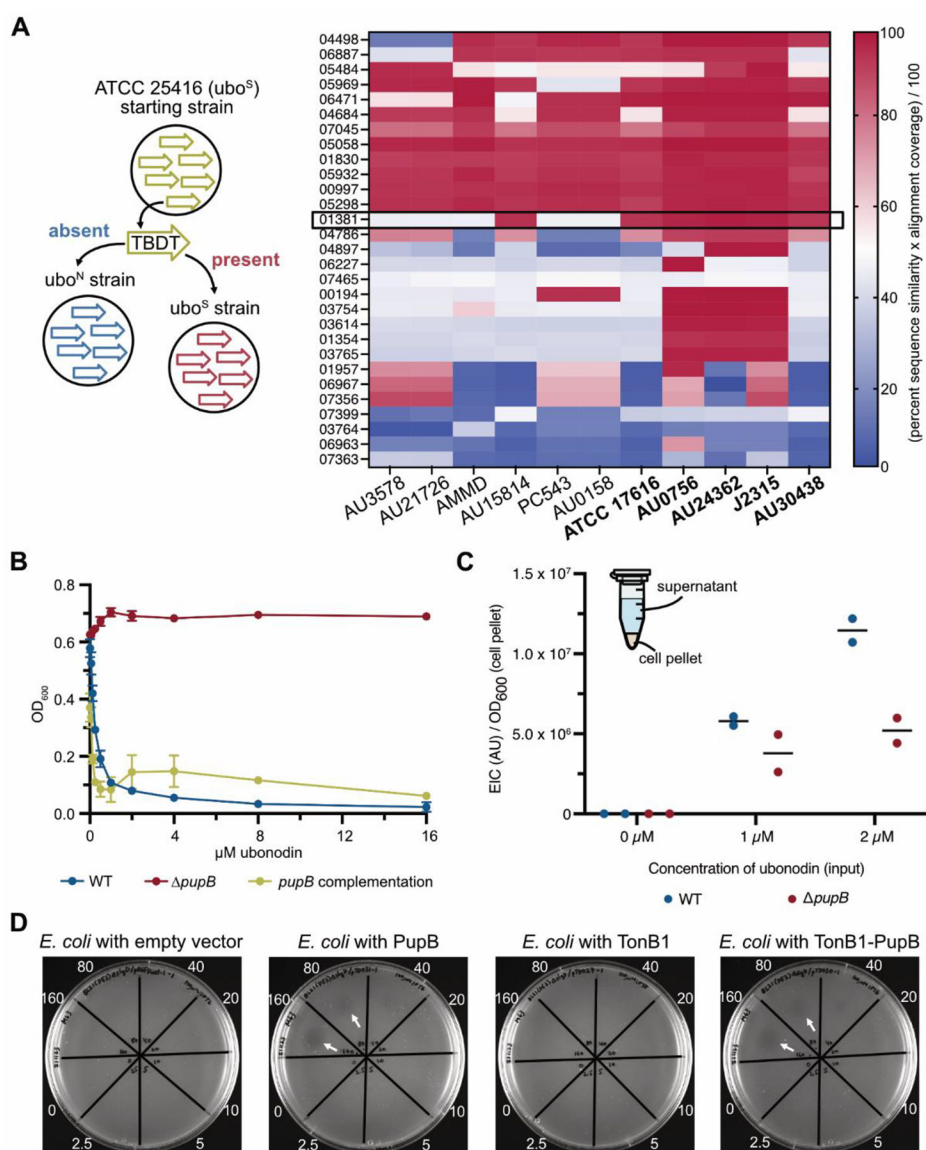 A
ATCC 25416 (ubo^S)
starting strain
absent
TBDT
present
ubo^N strain
ubo^S strain
04498
06887
05484
05969
06471
04684
07045
05058
01830
05932
00997
05298
01381
04786
04897
06227
07465
00194
03754
03614
01354
03765
01957
06967
07356
07399
03764
06963
07363
AU3578
AU21726
AMMD
AU15814
PC543
AU0158
ATCC 17616
AU0756
AU24362
J2315
AU30438
100
80
60
40
20
0
(percent sequence similarity x alignment coverage) / 100
B
0.8
0.6
0.4
0.2
0.0
OD600
0 4 8 12 16
µM ubonodin
WT ΔpupB pupB complementation
C
1.5 x 10^7
1.0 x 10^7
5.0 x 10^6
0
EIC (AU) / OD600 (cell pellet)
supernatant
cell pellet
0 µM 1 µM 2 µM
Concentration of ubonodin (input)
WT ΔpupB
D
E. coli with empty vector
80 40
160 20
0 10
2.5 5
E. coli with PupB
80 40
160 20
0 10
2.5 5
E. coli with TonB1
80 40
160 20
0 10
2.5 5
E. coli with TonB1-PupB
80 40
160 20
0 10
2.5 5